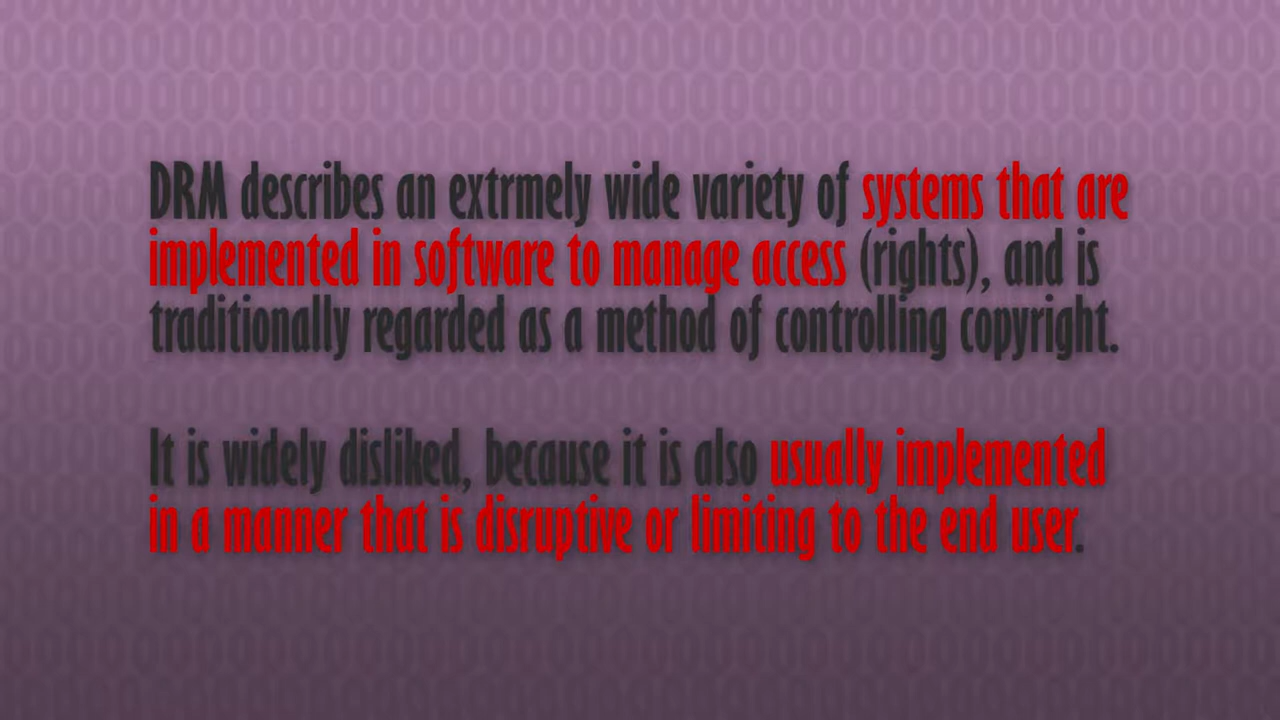 DRM describes an extrmely wide variety of systems that are
implemented in software to manage access (rights), and is
traditionally regarded as a method of controlling copyright.
It is widely disliked, because it is also usually implemented
in a manner that is disruptive or limiting to the end user.